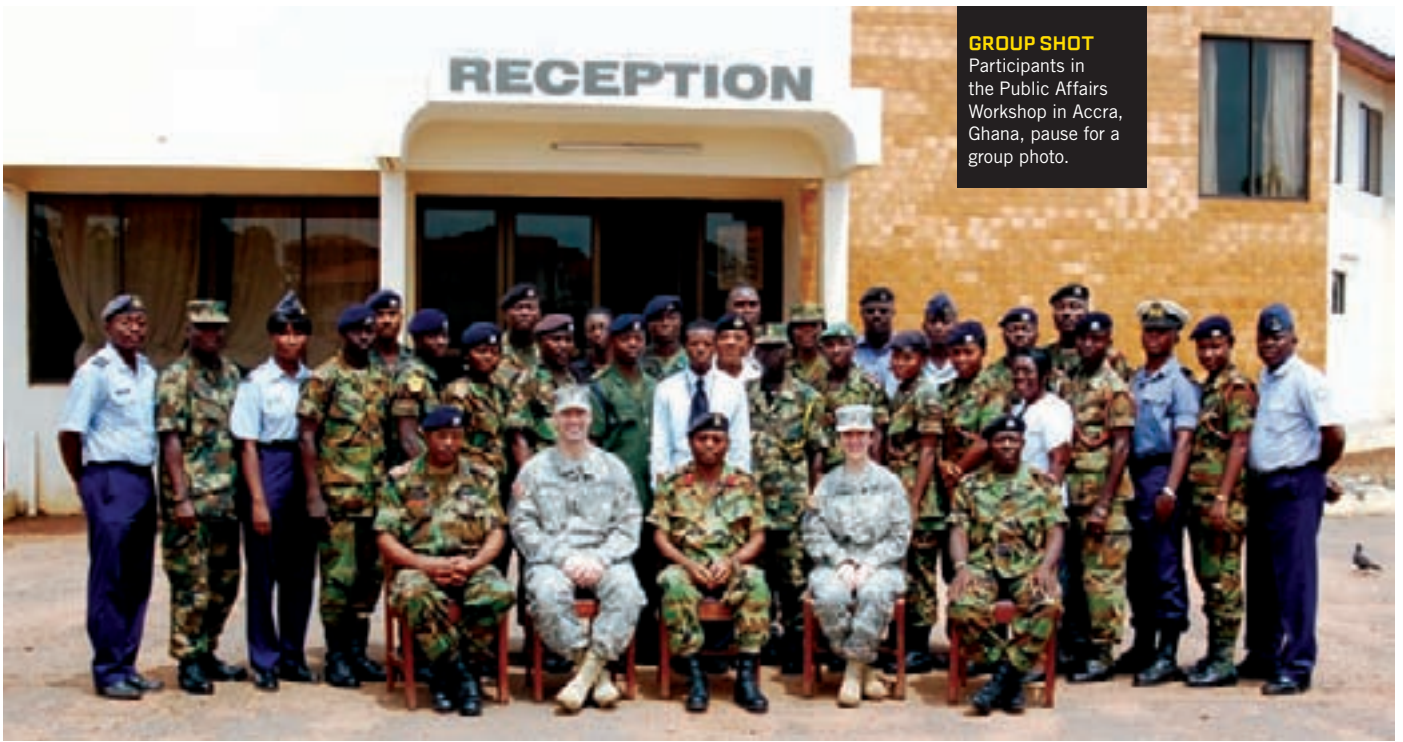 RECEPTION
GROUP SHOT
Participants in
the Public Affairs
Workshop in Accra,
Ghana, pause for a
group photo.